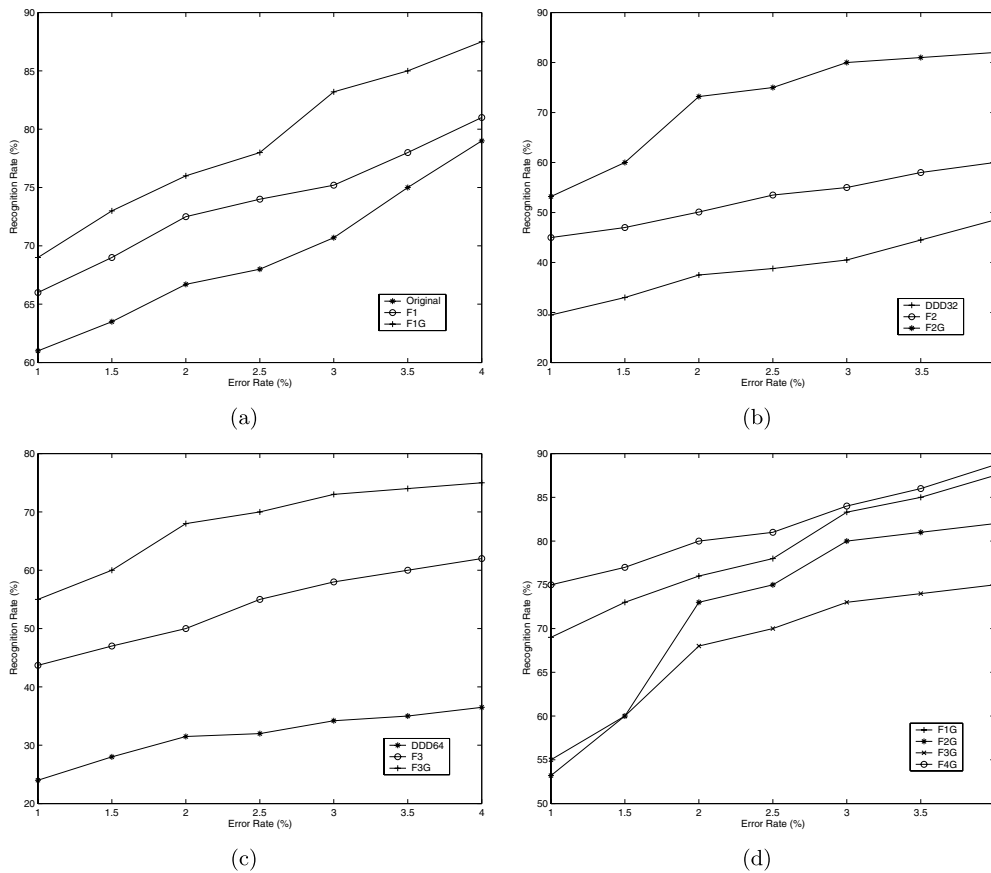 90
85
80
75
70
65
60
Recognition Rate (%)
Original
F1
F1G
1 1.5 2 2.5 3 3.5 4
Error Rate (%)
(a)
90
80
70
60
50
40
30
20
Recognition Rate (%)
DDD32
F2
F2G
1 1.5 2 2.5 3 3.5
Error Rate (%)
(b)
80
70
60
50
40
30
20
Recognition Rate (%)
DDD64
F3
F3G
1 1.5 2 2.5 3 3.5 4
Error Rate (%)
(c)
90
85
80
75
70
65
60
55
50
Recognition Rate (%)
F1G
F2G
F3G
F4G
1 1.5 2 2.5 3 3.5
Error Rate (%)
(d)